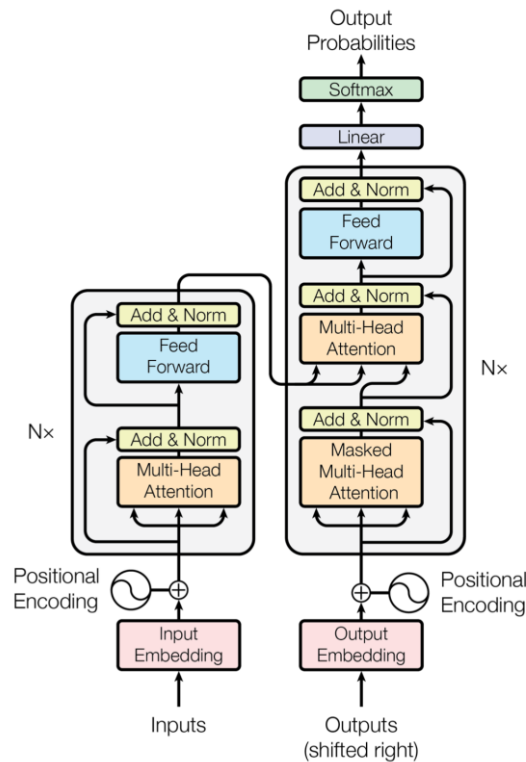 Output
Probabilities
Softmax
Linear
Add & Norm
Feed
Forward
Add & Norm
Multi-Head
Attention
Add & Norm
Masked
Multi-Head
Attention
Nx
Add & Norm
Feed
Forward
Add & Norm
Multi-Head
Attention
Nx
Positional
Encoding
Positional
Encoding
Input
Embedding
Output
Embedding
Inputs
Outputs
(shifted right)